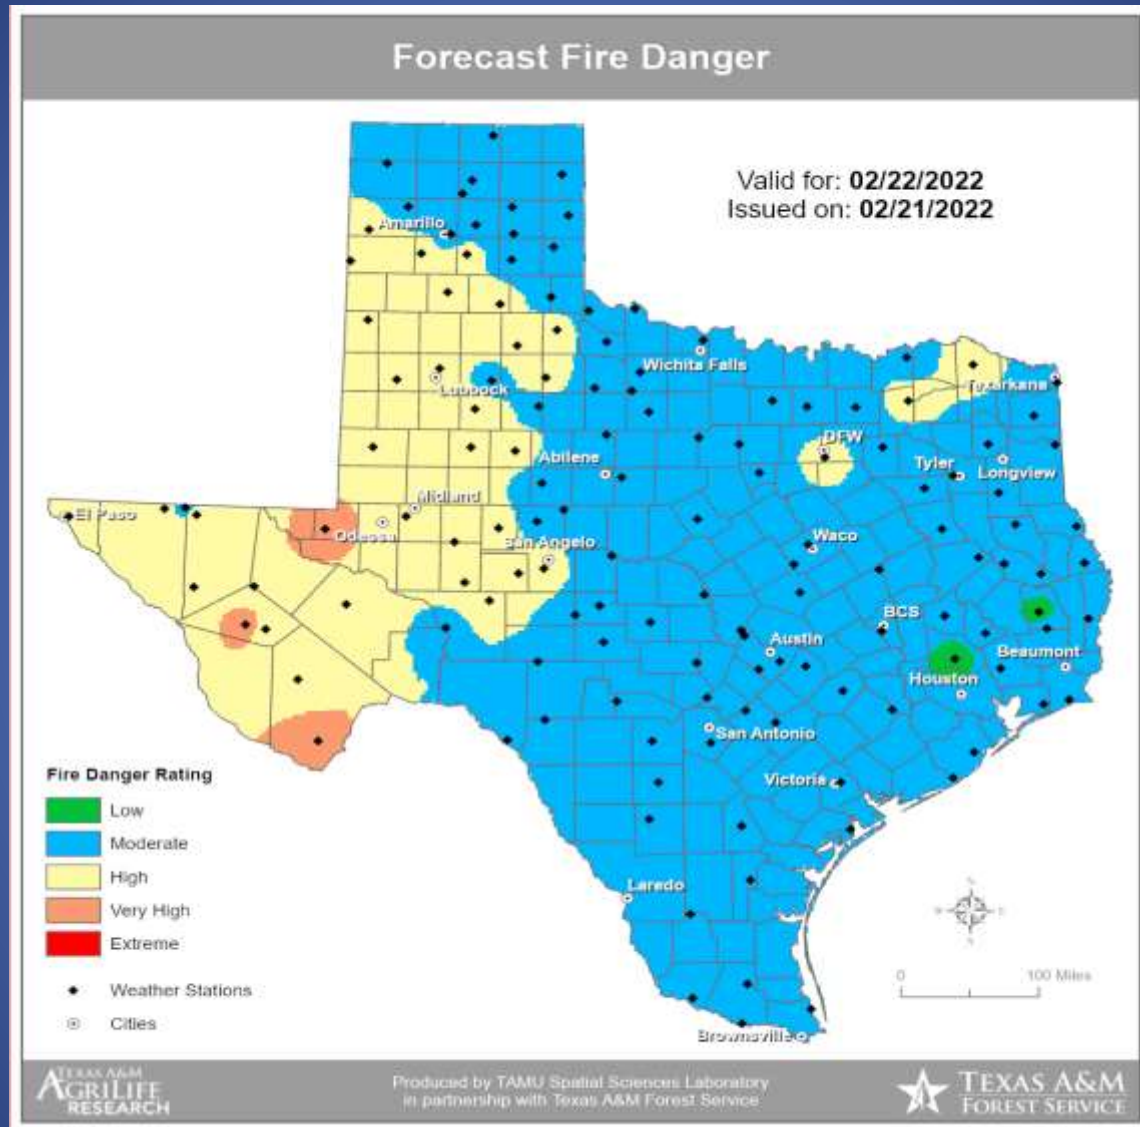 Forecast Fire Danger
Valid for: 02/22/2022
Issued on: 02/21/2022
Amarillo
Wichita Falls
Lubbock
Texarkana
DFW
Abilene
Tyler
Longview
Midland
El Paso
Odessa
San Angelo
Waco
BCS
Austin
Beaumont
Houston
San Antonio
Victoria
Laredo
Brownsville
Fire Danger Rating
Low
Moderate
High
Very High
Extreme
Weather Stations
Cities
0 100 Miles
TEXAS A&M
AGRILIFE
RESEARCH
Produced by TAMU Spatial Sciences Laboratory
in partnership with Texas A&M Forest Service
TEXAS A&M
FOREST SERVICE